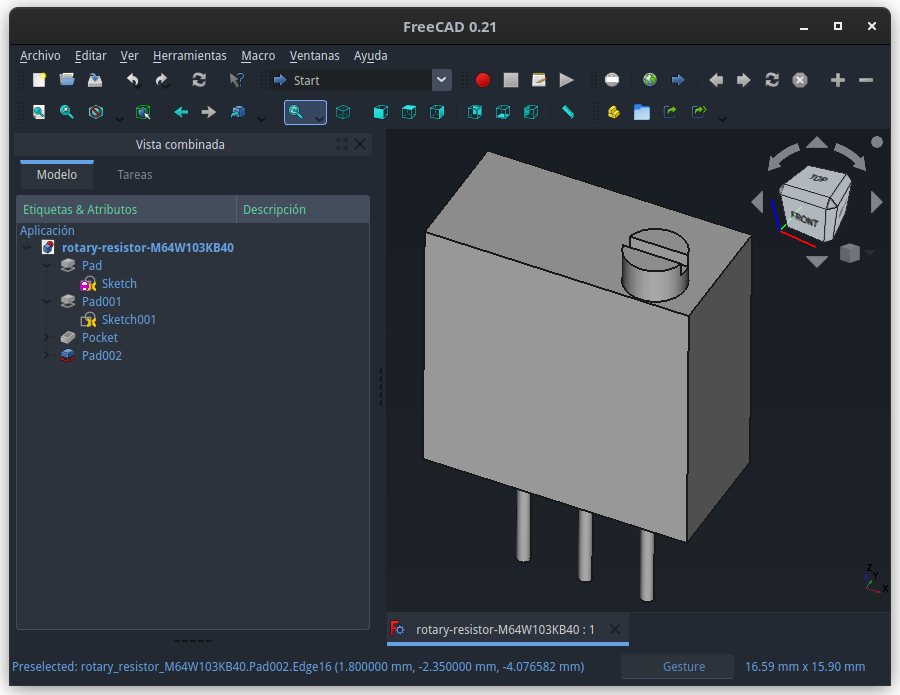 FreeCAD 0.21
Archivo Editar Ver Herramientas Macro Ventanas Ayuda
Start
Vista combinada
Modelo Tareas
Etiquetas & Atributos Descripción
Aplicación
rotary-resistor-M64W103KB40
Pad
Sketch
Pad001
Sketch001
Pocket
Pad002
TOP
FRONT
Z
Y
X
rotary-resistor-M64W103KB40 : 1
Preselected: rotary_resistor_M64W103KB40.Pad002.Edge16 (1.800000 mm, -2.350000 mm, -4.076582 mm) Gesture 16.59 mm x 15.90 mm